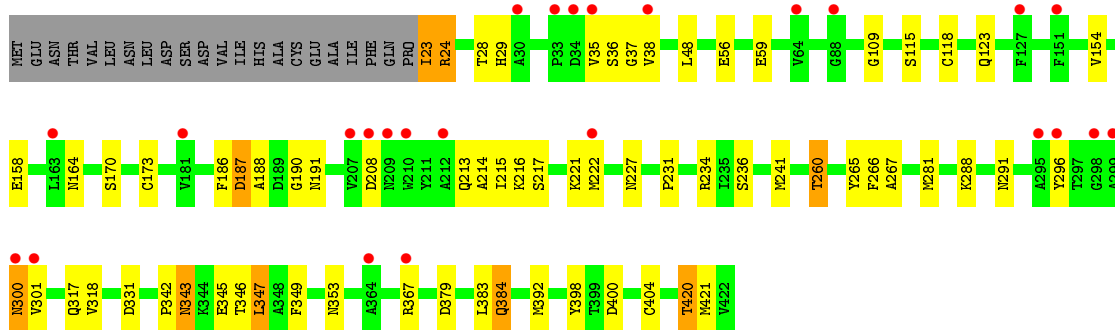 MET GLU ASN THR VAL LEU ASN ASN LEU ASP ASP SER ASP VAL ILE HIS ALA CYS GLU ALA ILE PHE GLN PRO I23 R24 T28 H29 A30 P33 D34 V35 S36 G37 V38 L48 E56 E59 V64 G88 G109 S115 C118 Q123 F127 F151 V154
E158 L163 N164 S170 C173 V181 F186 D187 A188 D189 G190 N191 V207 D208 N209 W210 Y211 A212 Q213 A214 I215 K216 S217 K221 M222 N227 P231 R234 I235 S236 M241 T260 Y265 F266 A267 M281 K288 N291 A295 Y296 T297 G298 A299
N300 V301 Q317 V318 D331 P342 N343 K344 E345 T346 L347 A348 F349 N353 A364 R367 D379 L383 Q384 M392 Y398 T399 D400 C404 T420 M421 V422